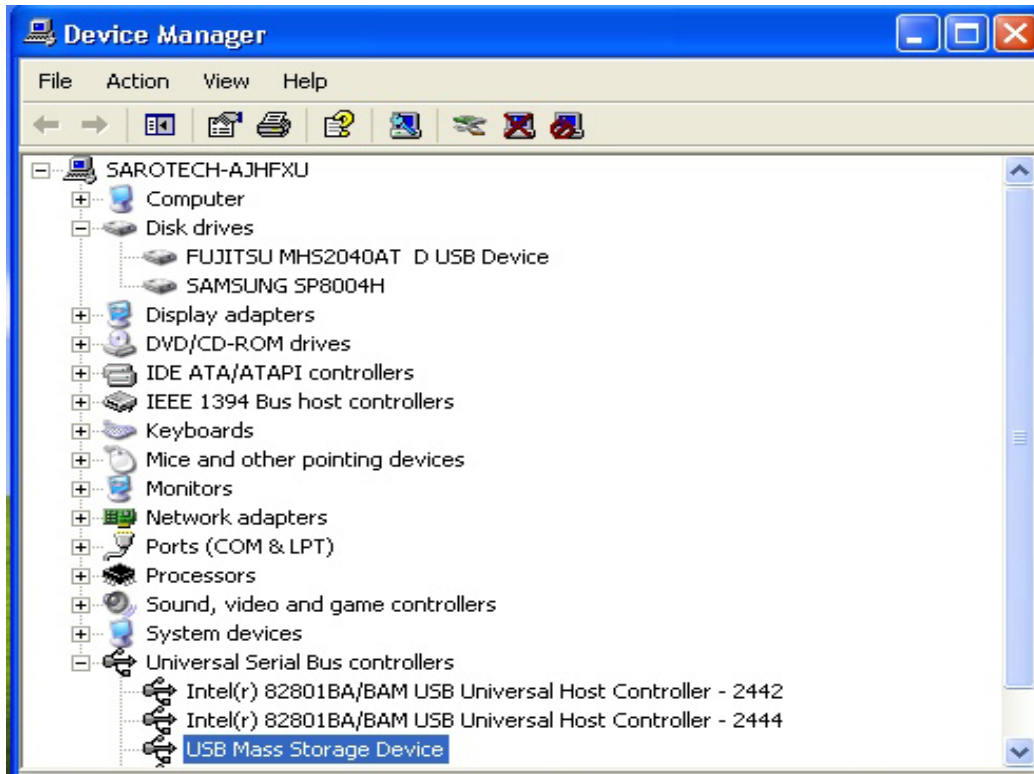 Device Manager
File Action View Help
SAROTECH-AJHFXU
Computer
Disk drives
FUJITSU MHS2040AT  D USB Device
SAMSUNG SP8004H
Display adapters
DVD/CD-ROM drives
IDE ATA/ATAPI controllers
IEEE 1394 Bus host controllers
Keyboards
Mice and other pointing devices
Monitors
Network adapters
Ports (COM & LPT)
Processors
Sound, video and game controllers
System devices
Universal Serial Bus controllers
Intel(r) 82801BA/BAM USB Universal Host Controller - 2442
Intel(r) 82801BA/BAM USB Universal Host Controller - 2444
USB Mass Storage Device